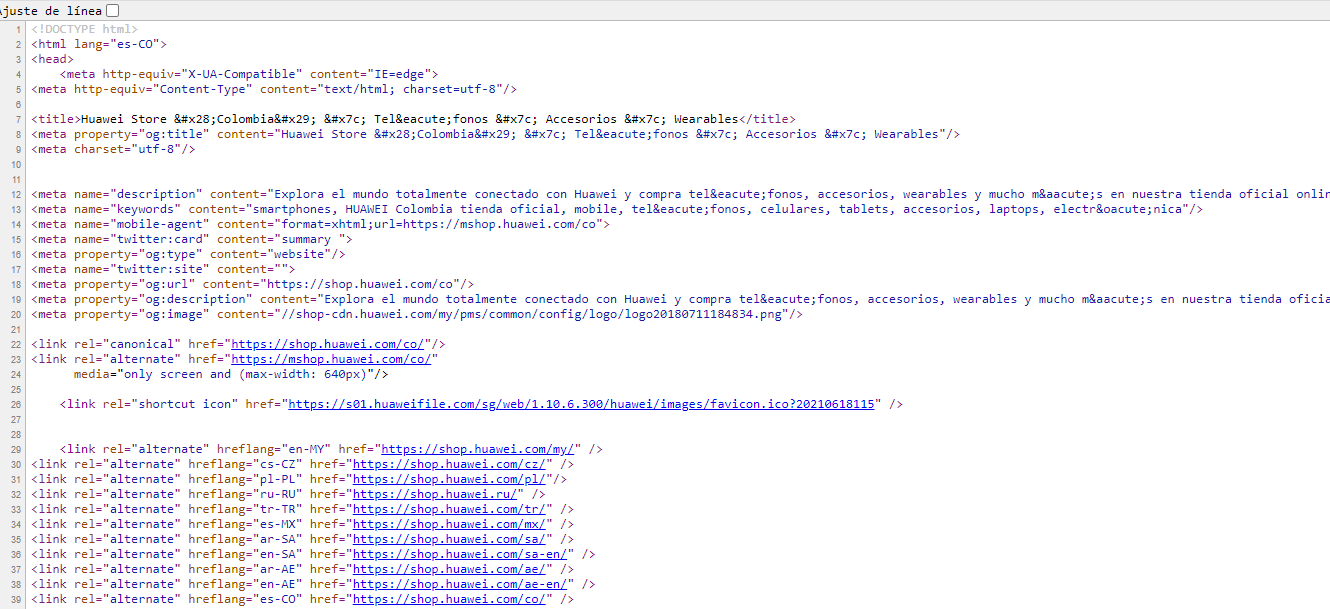 Ajuste de línea
1 <!DOCTYPE html>
2 <html lang="es-CO">
3 <head>
4 <meta http-equiv="X-UA-Compatible" content="IE=edge">
5 <meta http-equiv="Content-Type" content="text/html; charset=utf-8"/>
6
7 <title>Huawei Store &#x28;Colombia&#x29; &#x7c; Tel&eacute;fonos &#x7c; Accesorios &#x7c; Wearables</title>
8 <meta property="og:title" content="Huawei Store &#x28;Colombia&#x29; &#x7c; Tel&eacute;fonos &#x7c; Accesorios &#x7c; Wearables"/>
9 <meta charset="utf-8"/>
10
11
12 <meta name="description" content="Explora el mundo totalmente conectado con Huawei y compra tel&eacute;fonos, accesorios, wearables y mucho m&aacute;s en nuestra tienda oficial onlin
13 <meta name="keywords" content="smartphones, HUAWEI Colombia tienda oficial, mobile, tel&eacute;fonos, celulares, tablets, accesorios, laptops, electr&oacute;nica"/>
14 <meta name="mobile-agent" content="format=xhtml;url=https://mshop.huawei.com/co">
15 <meta name="twitter:card" content="summary ">
16 <meta property="og:type" content="website"/>
17 <meta name="twitter:site" content="">
18 <meta property="og:url" content="https://shop.huawei.com/co"/>
19 <meta property="og:description" content="Explora el mundo totalmente conectado con Huawei y compra tel&eacute;fonos, accesorios, wearables y mucho m&aacute;s en nuestra tienda oficia
20 <meta property="og:image" content="//shop-cdn.huawei.com/my/pms/common/config/logo/logo20180711184834.png"/>
21
22 <link rel="canonical" href="https://shop.huawei.com/co/"/>
23 <link rel="alternate" href="https://mshop.huawei.com/co/"
24 media="only screen and (max-width: 640px)"/>
25
26 <link rel="shortcut icon" href="https://s01.huaweifile.com/sg/web/1.10.6.300/huawei/images/favicon.ico?20210618115" />
27
28
29 <link rel="alternate" hreflang="en-MY" href="https://shop.huawei.com/my/" />
30 <link rel="alternate" hreflang="cs-CZ" href="https://shop.huawei.com/cz/" />
31 <link rel="alternate" hreflang="pl-PL" href="https://shop.huawei.com/pl/"/>
32 <link rel="alternate" hreflang="ru-RU" href="https://shop.huawei.ru/" />
33 <link rel="alternate" hreflang="tr-TR" href="https://shop.huawei.com/tr/" />
34 <link rel="alternate" hreflang="es-MX" href="https://shop.huawei.com/mx/" />
35 <link rel="alternate" hreflang="ar-SA" href="https://shop.huawei.com/sa/" />
36 <link rel="alternate" hreflang="en-SA" href="https://shop.huawei.com/sa-en/" />
37 <link rel="alternate" hreflang="ar-AE" href="https://shop.huawei.com/ae/" />
38 <link rel="alternate" hreflang="en-AE" href="https://shop.huawei.com/ae-en/" />
39 <link rel="alternate" hreflang="es-CO" href="https://shop.huawei.com/co/" />